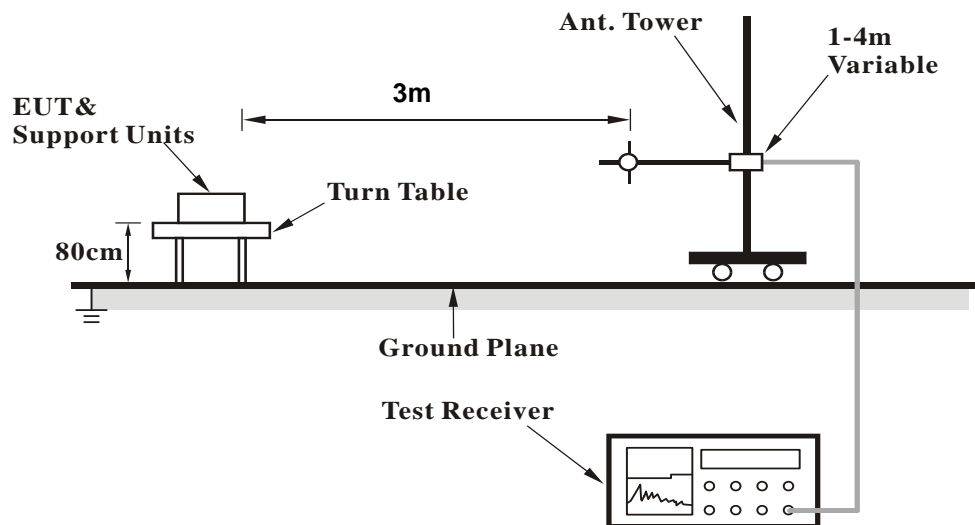 Ant. Tower
1-4m
Variable
3m
EUT&
Support Units
Turn Table
80cm
Ground Plane
Test Receiver